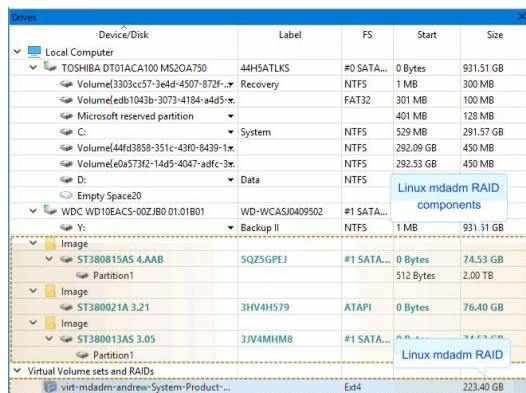 Drives
Device/Disk Label FS Start Size
Local Computer
TOSHIBA DT01ACA100 MS2OA750 44H5ATLKS #0 SATA... 0 Bytes 931.51 GB
Volume{3303cc57-3e4d-4507-872f-... Recovery NTFS 1 MB 300 MB
Volume{edb1043b-3073-4184-a4d5-... FAT32 301 MB 100 MB
Microsoft reserved partition 401 MB 128 MB
C: System NTFS 529 MB 291.57 GB
Volume{44fd3858-351c-43f0-8439-1... NTFS 292.09 GB 450 MB
Volume{e0a573f2-14d5-4047-adfc-3... NTFS 292.53 GB 450 MB
D: Data NTFS
Linux mdadm RAID
components
Empty Space20
WDC WD10EACS-00ZJB0 01.01B01 WD-WCASJ0409502 #1 SATA...
Y: Backup II NTFS 1 MB 931.51 GB
Image
ST380815AS 4.AAB 5QZ5GPEJ #1 SATA... 0 Bytes 74.53 GB
Partition1 512 Bytes 2.00 TB
Image
ST380021A 3.21 3HV4H579 ATAPI 0 Bytes 76.40 GB
Image
ST380013AS 3.05 3JV4MHM8 #1 SATA... 0 Bytes 74.53 GB
Partition1
Linux mdadm RAID
Virtual Volume sets and RAIDs
virt-mdadm-andrew-System-Product-... Ext4 223.40 GB